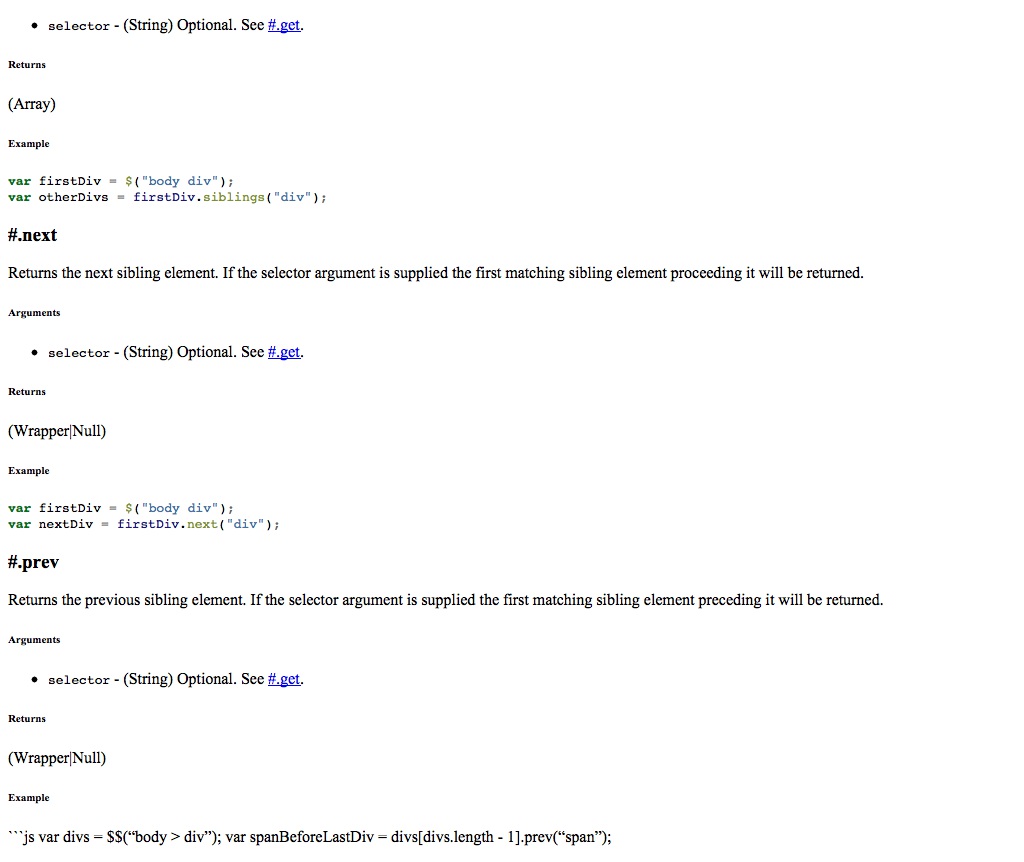 • selector - (String) Optional. See #.get.
Returns
(Array)
Example
var firstDiv = $("body div");
var otherDivs = firstDiv.siblings("div");
#.next
Returns the next sibling element. If the selector argument is supplied the first matching sibling element proceeding it will be returned.
Arguments
• selector - (String) Optional. See #.get.
Returns
(Wrapper|Null)
Example
var firstDiv = $("body div");
var nextDiv = firstDiv.next("div");
#.prev
Returns the previous sibling element. If the selector argument is supplied the first matching sibling element preceding it will be returned.
Arguments
• selector - (String) Optional. See #.get.
Returns
(Wrapper|Null)
Example
```js var divs = $$(“body > div”); var spanBeforeLastDiv = divs[divs.length - 1].prev(“span”);